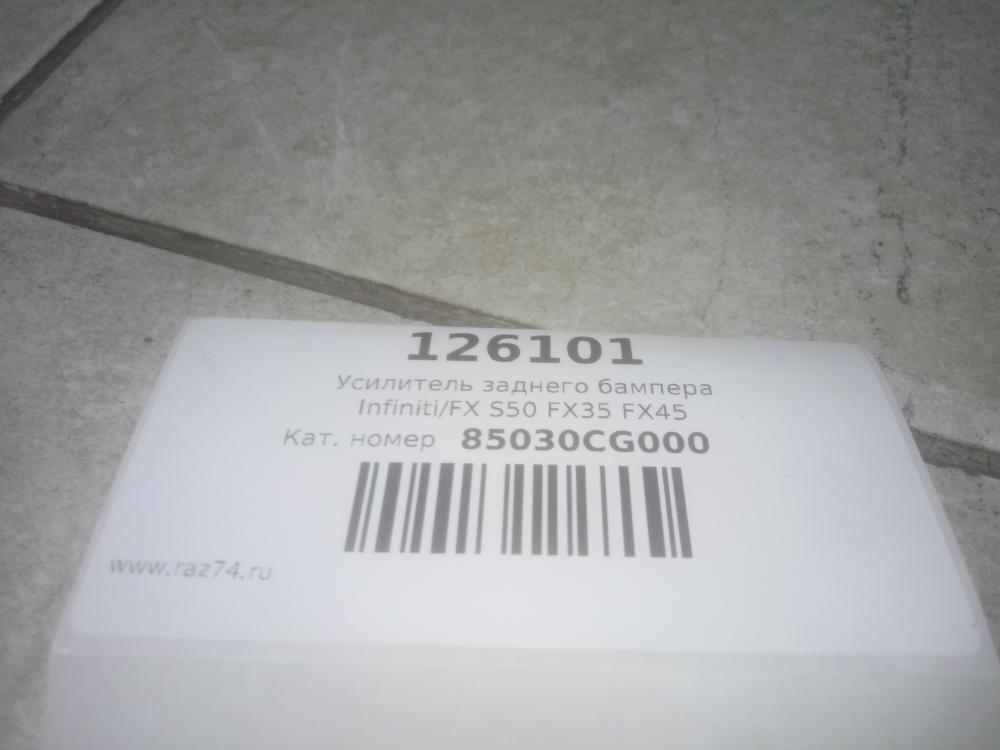 126101
Усилитель заднего бампера
Infiniti/FX S50 FX35 FX45
Кат. номер 85030CG000
www.raz74.ru